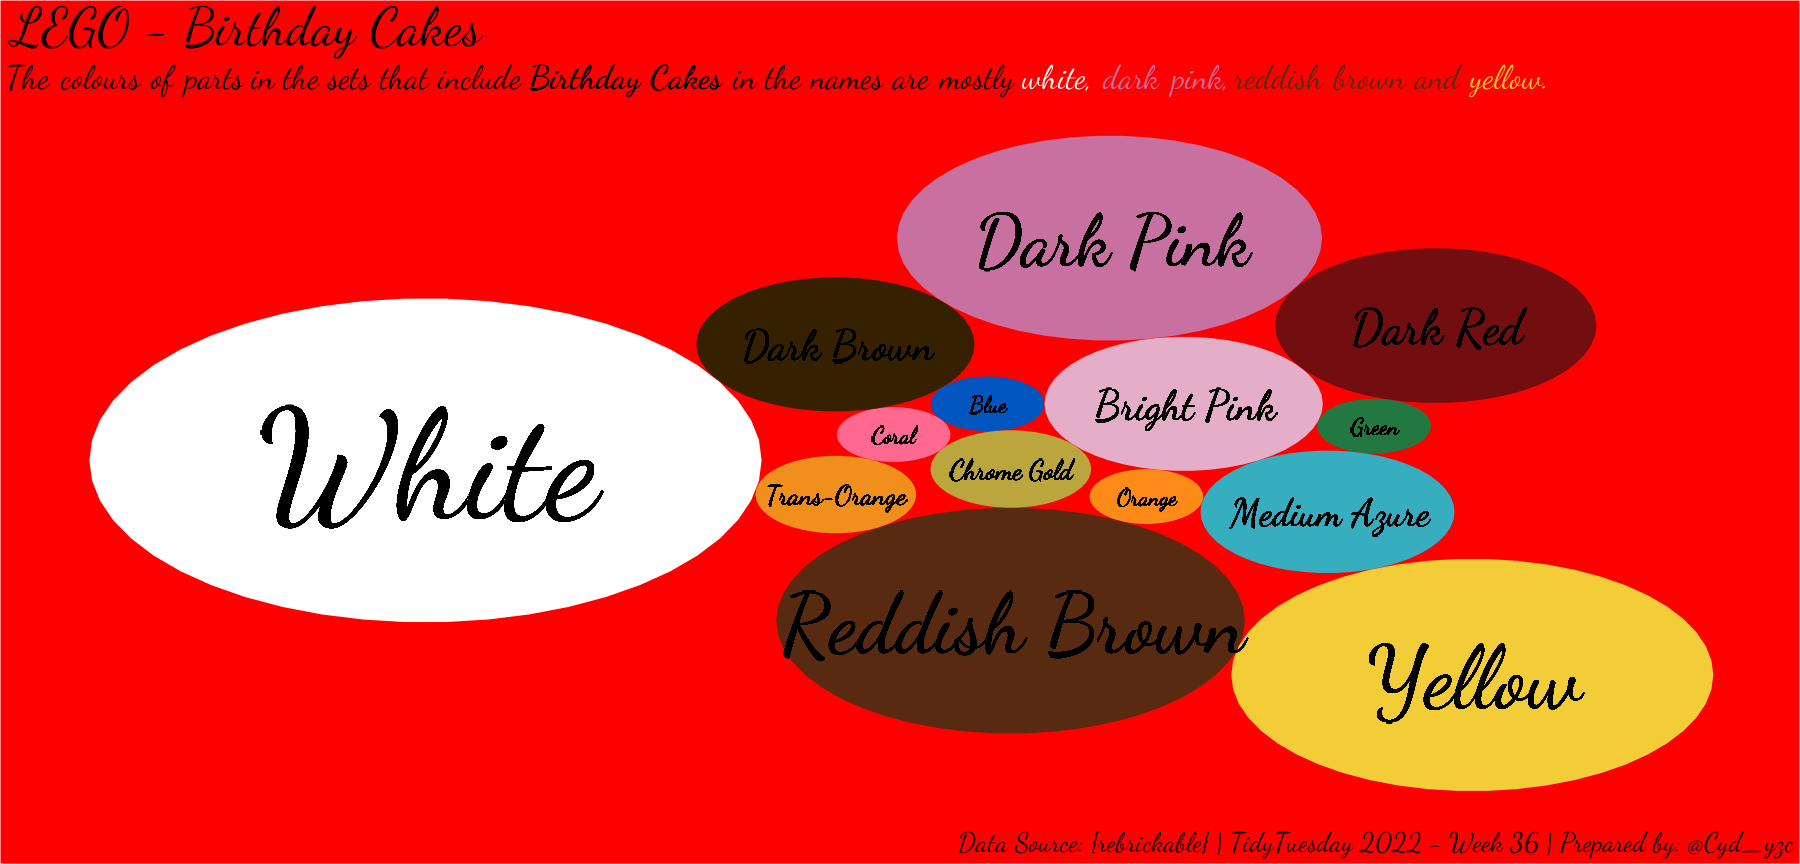 LEGO - Birthday Cakes
The colours of parts in the sets that include Birthday Cakes in the names are mostly white, dark pink, reddish brown and yellow.
Dark Pink
Dark Red
Dark Brown
Bright Pink
Blue
Green
Coral
White
Chrome Gold
Trans-Orange
Orange
Medium Azure
Reddish Brown
Yellow
Data Source: {rebrickable} | TidyTuesday 2022 - Week 36 | Prepared by: @Cyd_yzc